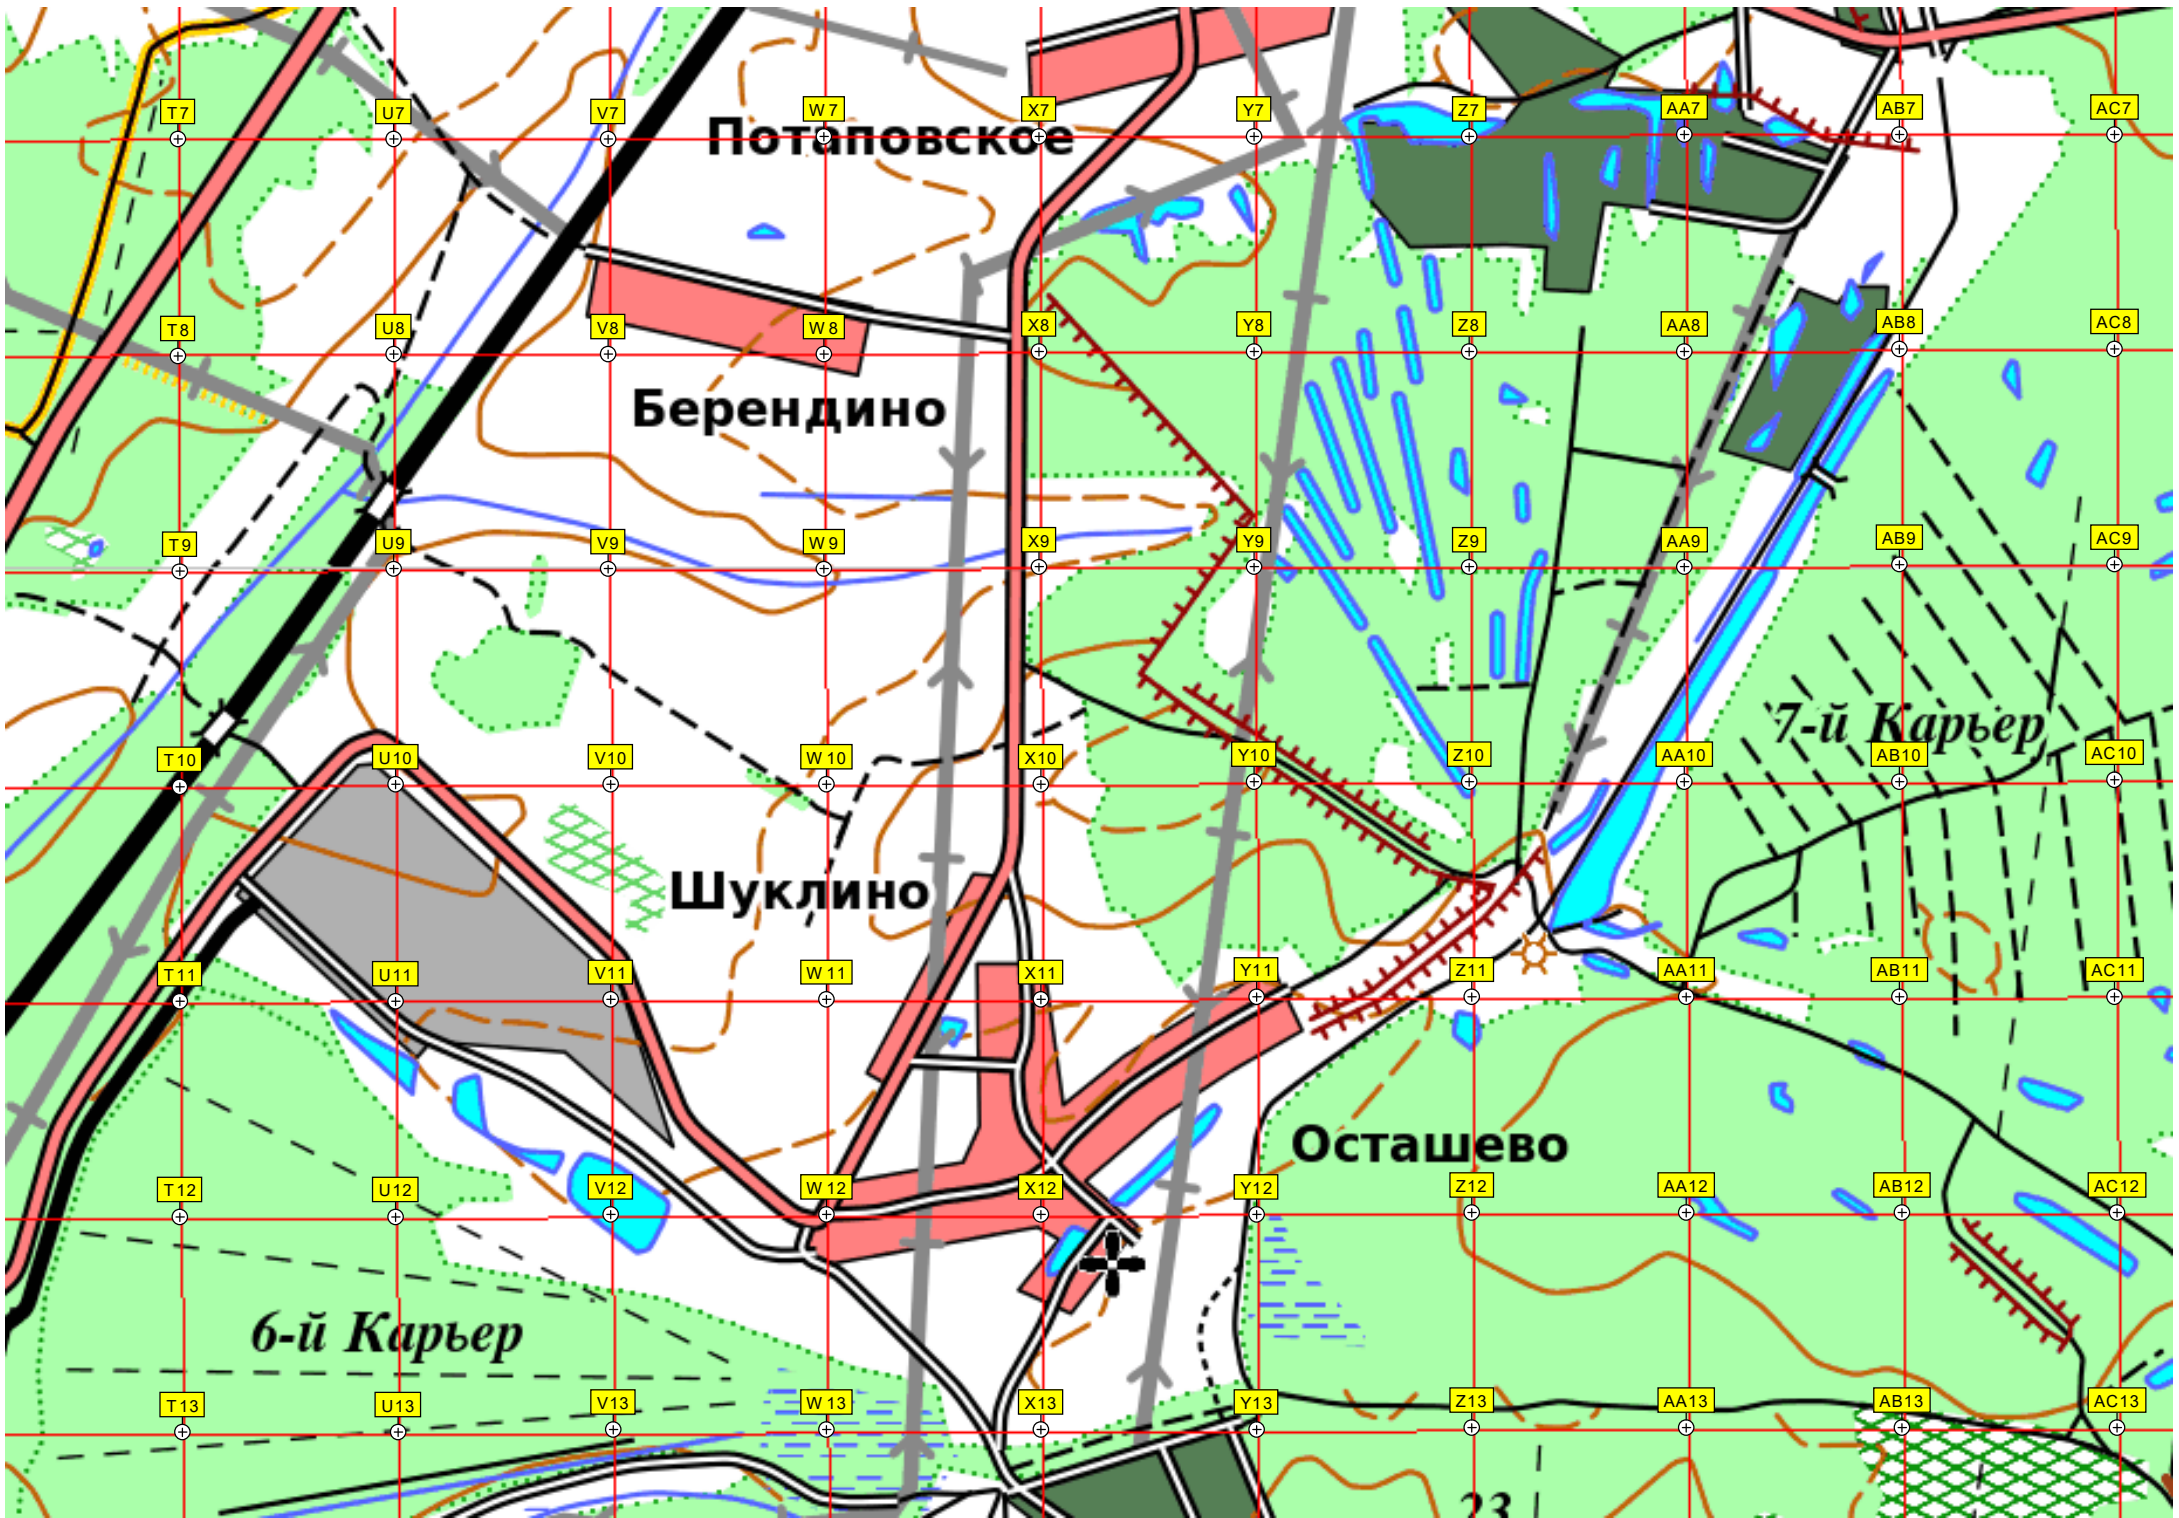 T7 U7 V7 W7 X7 Y7 Z7 AA7 AB7 AC7
Потаповское
T8 U8 V8 W8 X8 Y8 Z8 AA8 AB8 AC8
Берендино
T9 U9 V9 W9 X9 Y9 Z9 AA9 AB9 AC9
7-й Карьер
T10 U10 V10 W10 X10 Y10 Z10 AA10 AB10 AC10
Шуклино
T11 U11 V11 W11 X11 Y11 Z11 AA11 AB11 AC11
Осташево
T12 U12 V12 W12 X12 Y12 Z12 AA12 AB12 AC12
6-й Карьер
T13 U13 V13 W13 X13 Y13 Z13 AA13 AB13 AC13
23